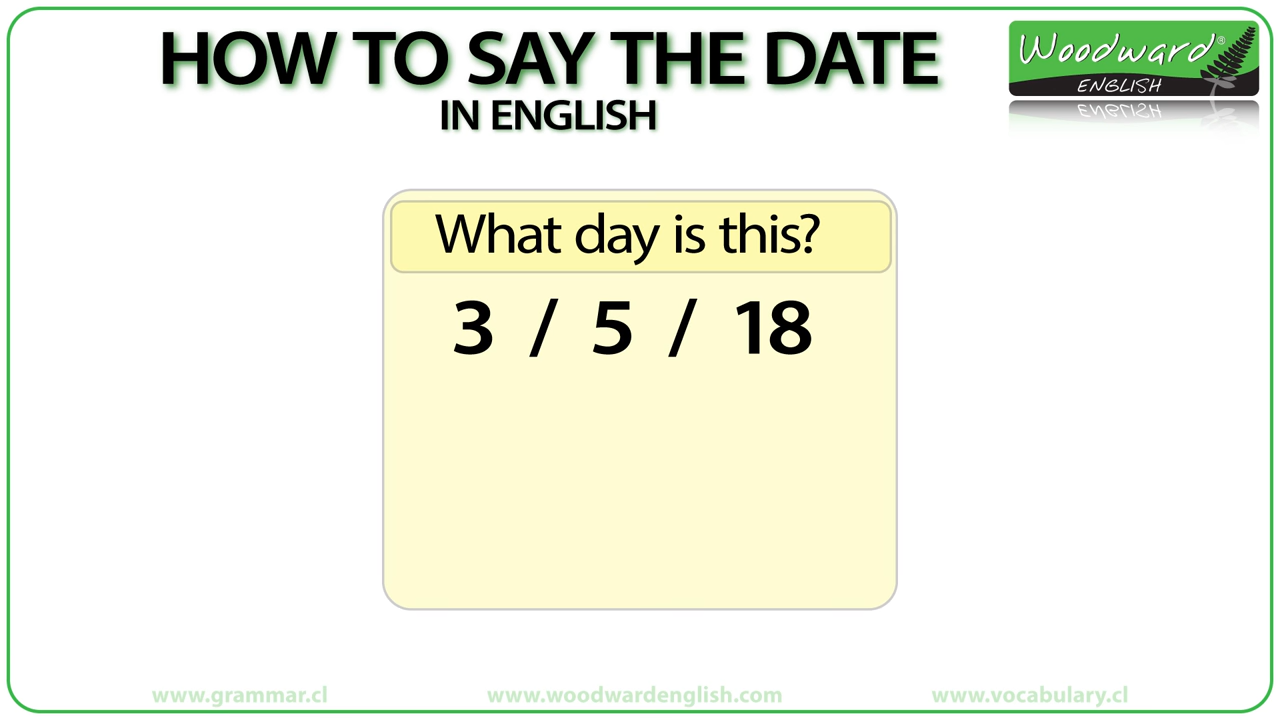 HOW TO SAY THE DATE
IN ENGLISH
Woodward®
ENGLISH
What day is this?
3 / 5 / 18
www.grammar.cl
www.woodwardenglish.com
www.vocabulary.cl